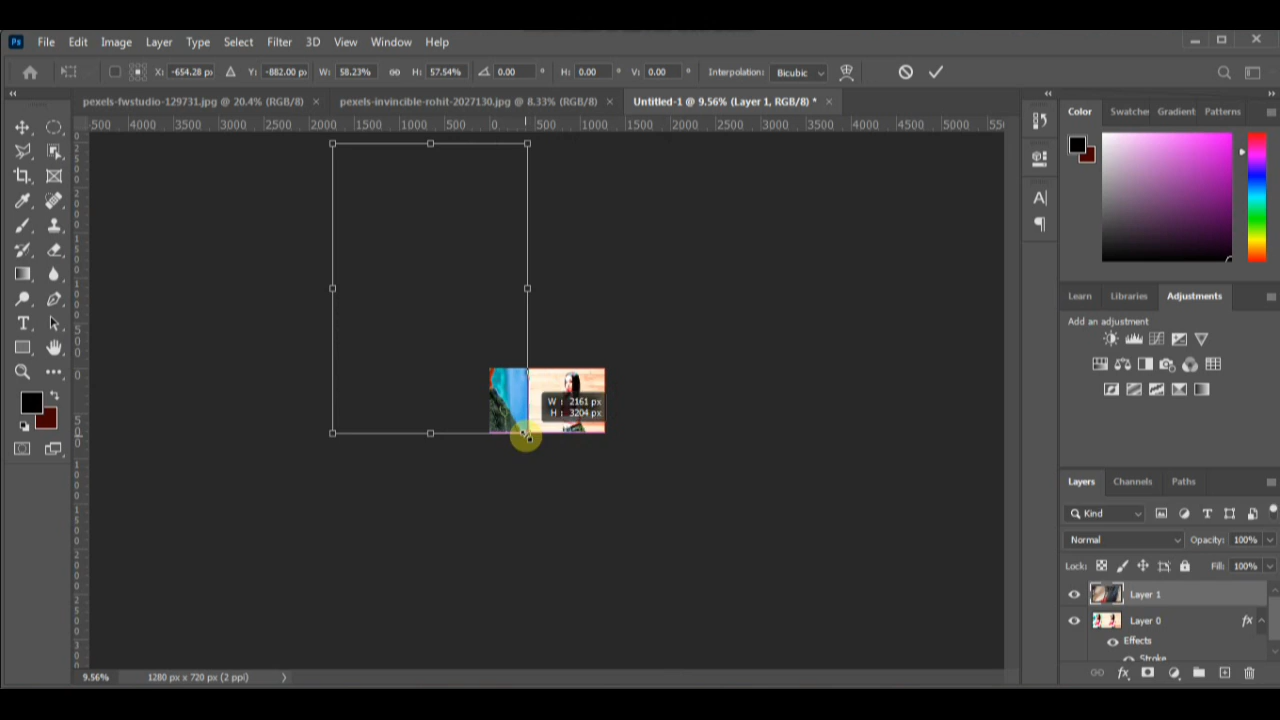 Ps File Edit Image Layer Type Select Filter 3D View Window Help
X: -654.28 px Y: -882.00 px W: 58.23% H: 57.54% 0.00 ° H: 0.00 ° V: 0.00 ° Interpolation: Bicubic
pexels-fwstudio-129731.jpg @ 20.4% (RGB/8) × pexels-invincible-rohit-2027130.jpg @ 8.33% (RGB/8) × Untitled-1 @ 9.56% (Layer 1, RGB/8) * ×
500 4000 3500 3000 2500 2000 1500 1000 500 0 500 1000 1500 2000 2500 3000 3500 4000 4500 5000
Color Swatche Gradient Patterns
Learn Libraries Adjustments
Add an adjustment
W : 2161 px
H : 3204 px
Layers Channels Paths
Kind
Normal Opacity: 100%
Lock: Fill: 100%
Layer 1
Layer 0 fx
Effects
Stroke
9.56% 1280 px x 720 px (2 ppi)